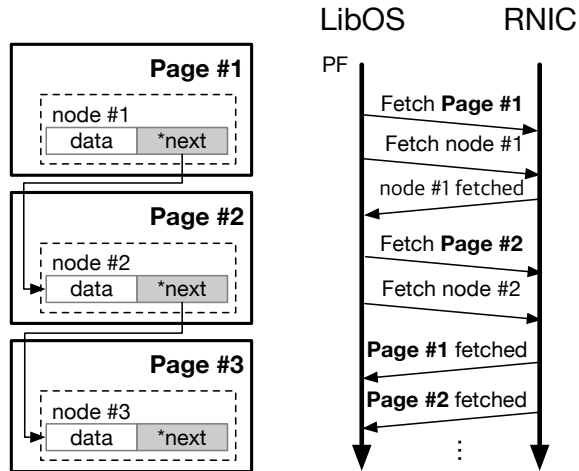 Page #1
node #1
data *next
Page #2
node #2
data *next
Page #3
node #3
data *next
LibOS RNIC
PF
Fetch Page #1
Fetch node #1
node #1 fetched
Fetch Page #2
Fetch node #2
Page #1 fetched
Page #2 fetched
⋮